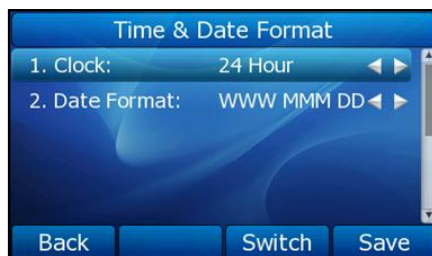 Time & Date Format
1. Clock: 24 Hour
2. Date Format: WWW MMM DD
Back Switch Save